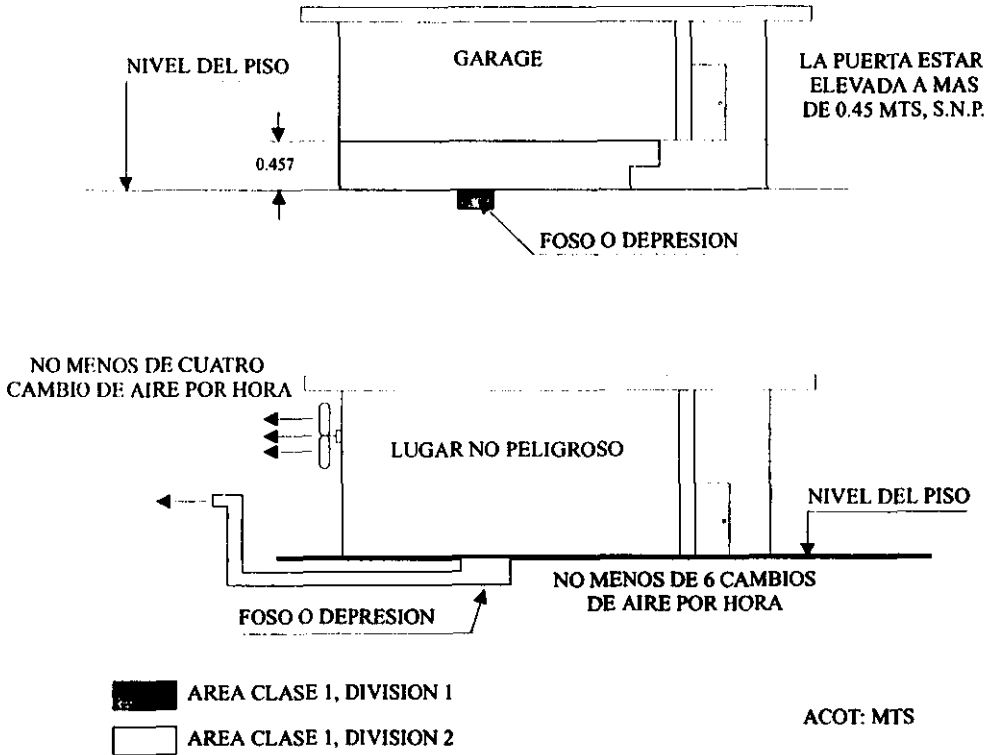 NIVEL DEL PISO
GARAGE
LA PUERTA ESTAR
ELEVADA A MAS
DE 0.45 MTS, S.N.P.
0.457
FOSO O DEPRESION
NO MENOS DE CUATRO
CAMBIO DE AIRE POR HORA
LUGAR NO PELIGROSO
NIVEL DEL PISO
NO MENOS DE 6 CAMBIOS
DE AIRE POR HORA
FOSO O DEPRESION
AREA CLASE 1, DIVISION 1
AREA CLASE 1, DIVISION 2
ACOT: MTS